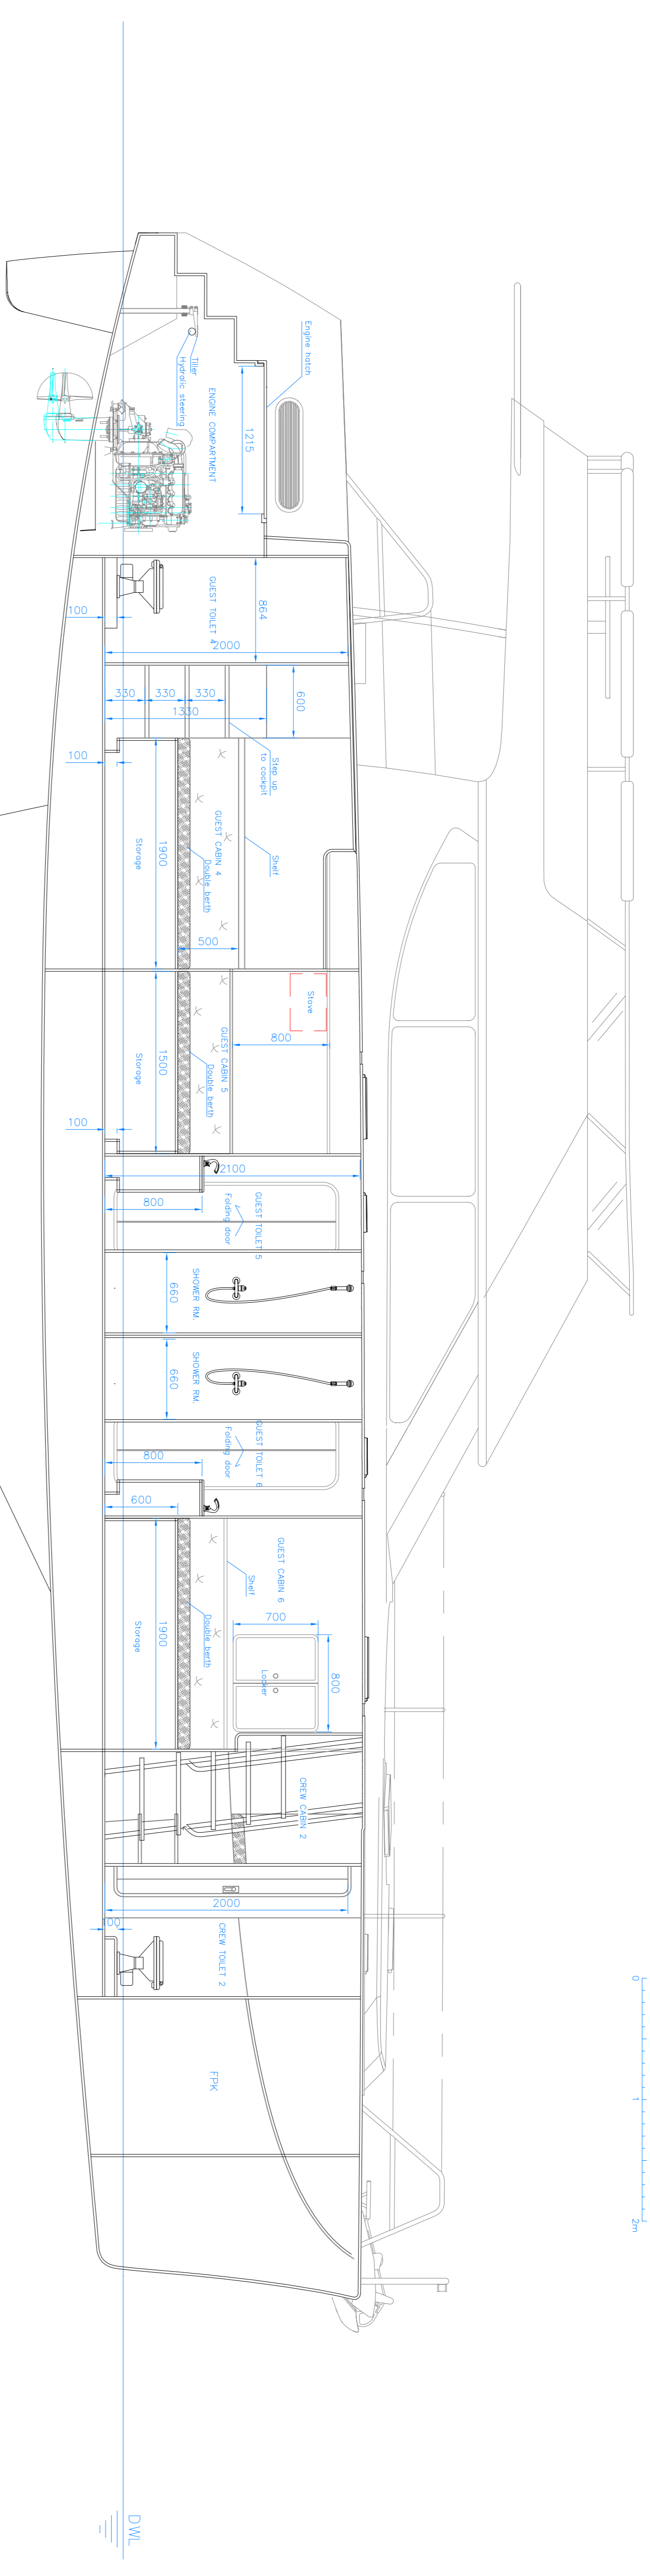 Engine hatch
Tiller
Hydralic steering
ENGINE COMPARTMENT
1215
GUEST TOILET 4
864
100
2000
330
330
330
1330
600
100
Step up
to cockpit
GUEST CABIN 4
Shelf
Double berth
Storage
1900
500
Stove
GUEST CABIN 5
Double berth
Storage
1500
800
100
2100
800
GUEST TOILET 5
Folding door
SHOWER RM.
660
SHOWER RM.
660
GUEST TOILET 6
Folding door
800
600
GUEST CABIN 6
Shelf
Double berth
Storage
1900
700
800
Locker
CREW CABIN 2
2000
100
CREW TOILET 2
FPK
0
1
2m
DWL